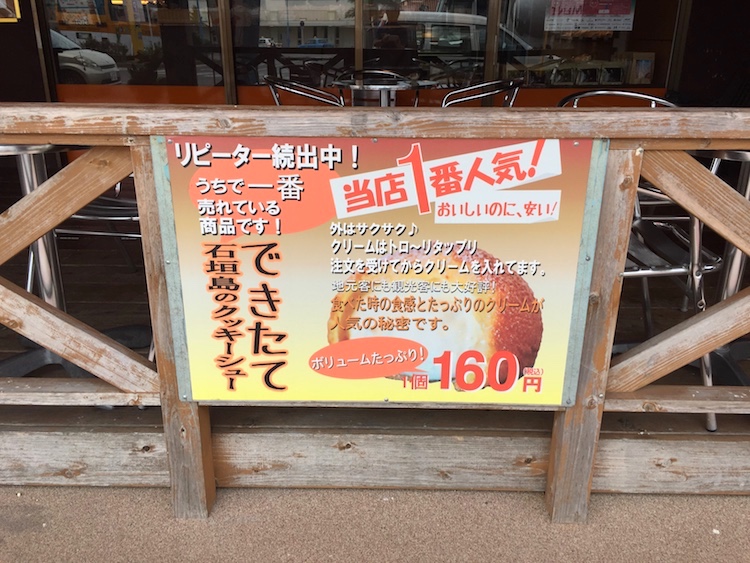 リピーター続出中！
うちで一番
売れている
商品です！
当店1番人気！
おいしいのに、安い！
外はサクサク♪
クリームはトロ〜リタップリ
注文を受けてからクリームを入れてます。
地元客にも観光客にも大好評！
食べた時の食感とたっぷりのクリームが
人気の秘密です。
できたて
石垣島のクッキーシュー
ボリュームたっぷり！
1個160円
(税込)